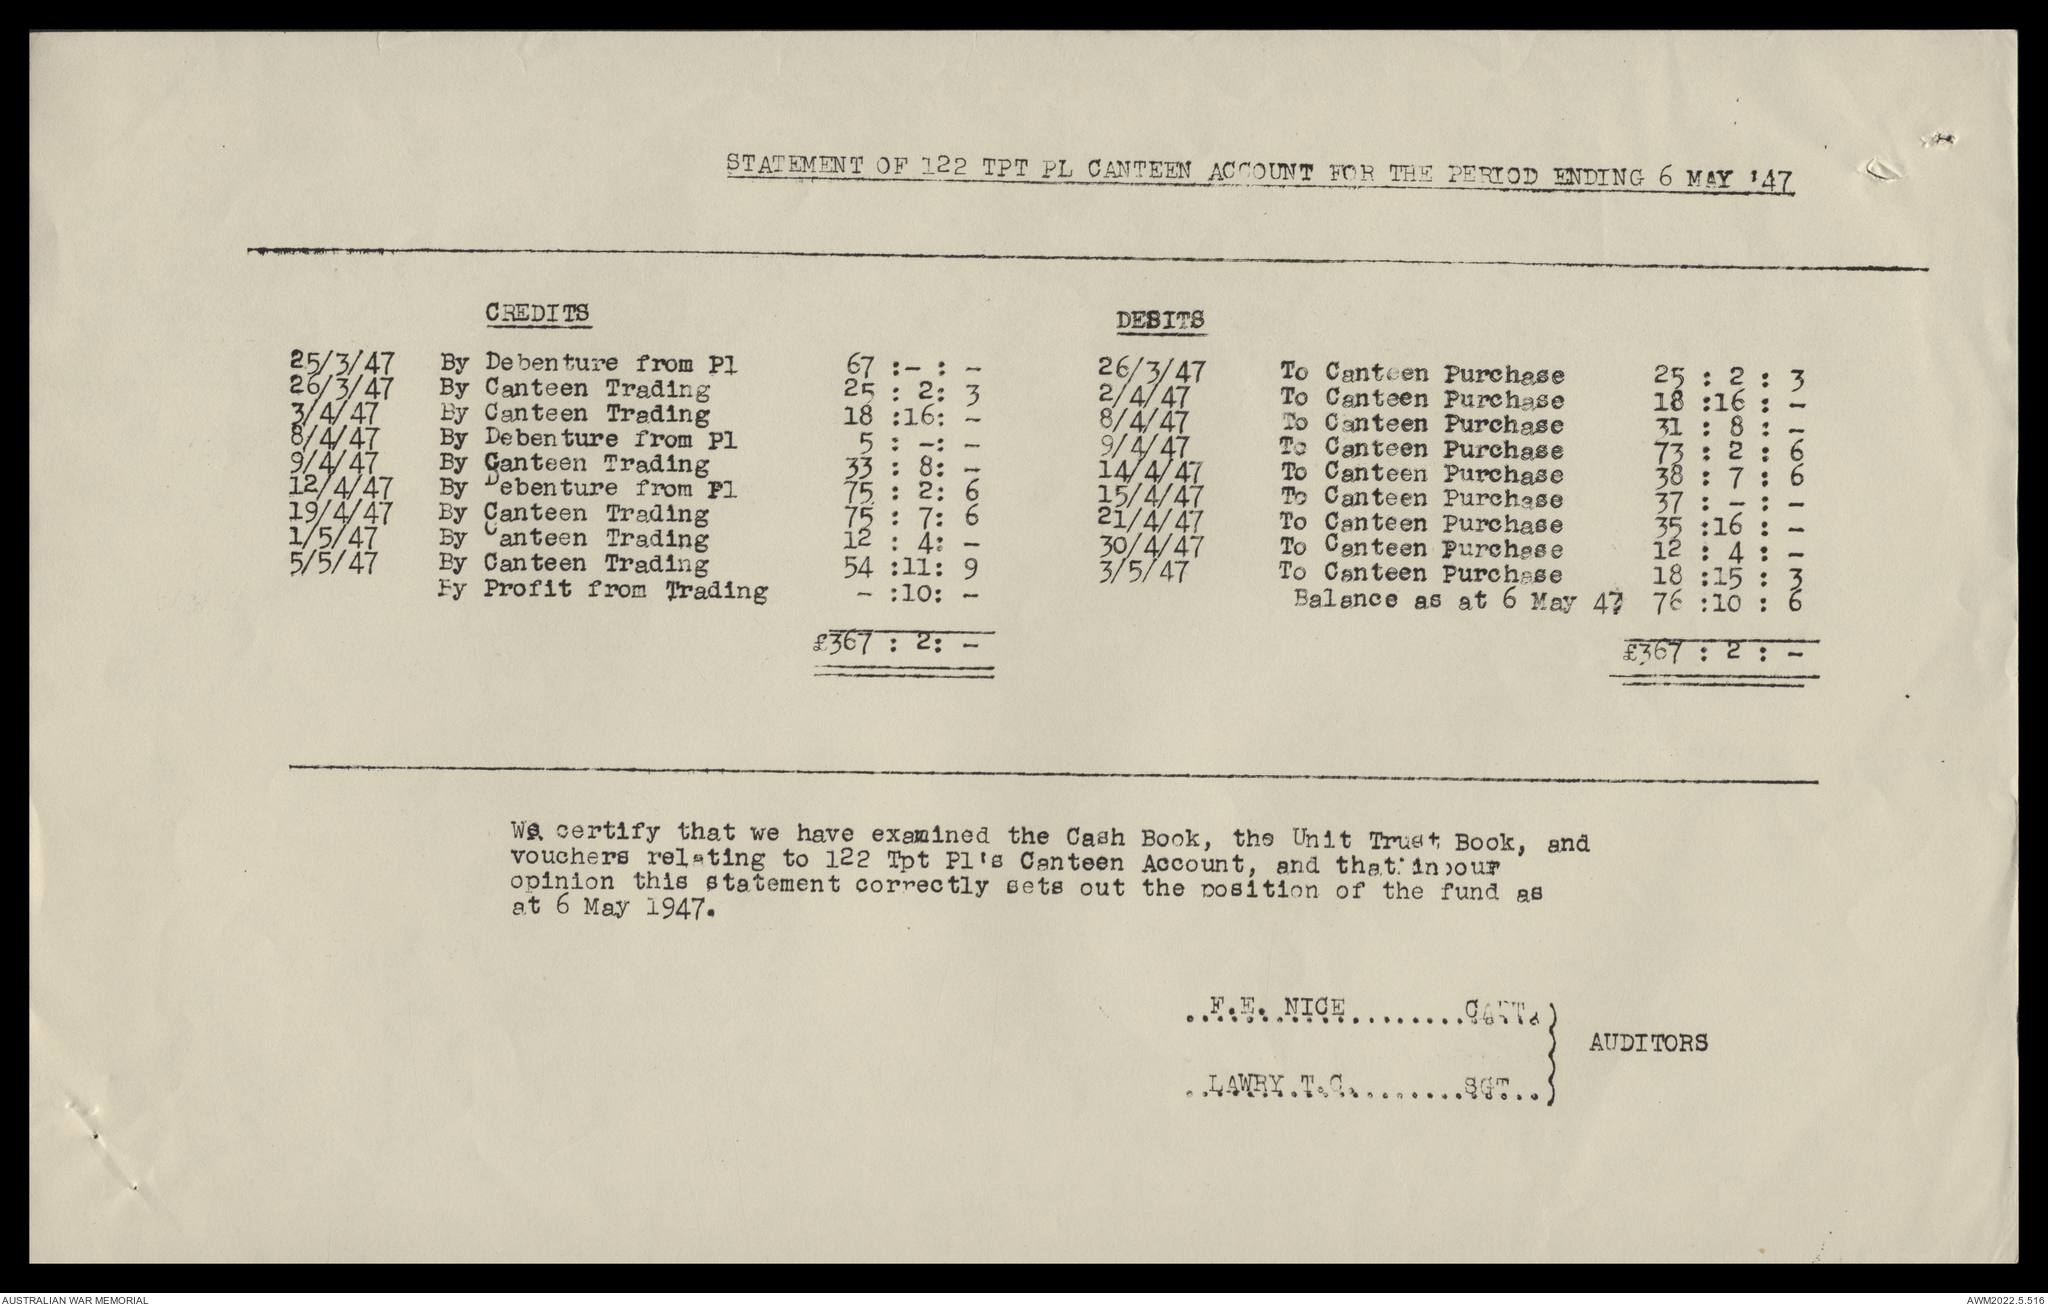 STATEMENT OF 122 TPT PL CANTEEN ACCOUNT FOR THE PERIOD ENDING 6 MAY '47
CREDITS
25/3/47 By Debenture from Pl 67 :- : -
26/3/47 By Canteen Trading 25 : 2: 3
3/4/47 By Canteen Trading 18 :16: -
8/4/47 By Debenture from Pl 5 : -: -
9/4/47 By Canteen Trading 33 : 8: -
12/4/47 By Debenture from Pl 75 : 2: 6
19/4/47 By Canteen Trading 75 : 7: 6
1/5/47 By Canteen Trading 12 : 4: -
5/5/47 By Canteen Trading 54 :11: 9
By Profit from Trading - :10: -
£367 : 2: -
DEBITS
26/3/47 To Canteen Purchase 25 : 2 : 3
2/4/47 To Canteen Purchase 18 :16 : -
8/4/47 To Canteen Purchase 31 : 8 : -
9/4/47 To Canteen Purchase 73 : 2 : 6
14/4/47 To Canteen Purchase 38 : 7 : 6
15/4/47 To Canteen Purchase 37 : - : -
21/4/47 To Canteen Purchase 35 :16 : -
30/4/47 To Canteen Purchase 12 : 4 : -
3/5/47 To Canteen Purchase 18 :15 : 3
Balance as at 6 May 47 76 :10 : 6
£367 : 2 : -
We certify that we have examined the Cash Book, the Unit Trust Book, and
vouchers relating to 122 Tpt Pl's Canteen Account, and that in our
opinion this statement correctly sets out the position of the fund as
at 6 May 1947.
..F.E. NICE........CAPT.)
AUDITORS
..LAWRY T.C.........SGT..)
AUSTRALIAN WAR MEMORIAL
AWM2022.5.516